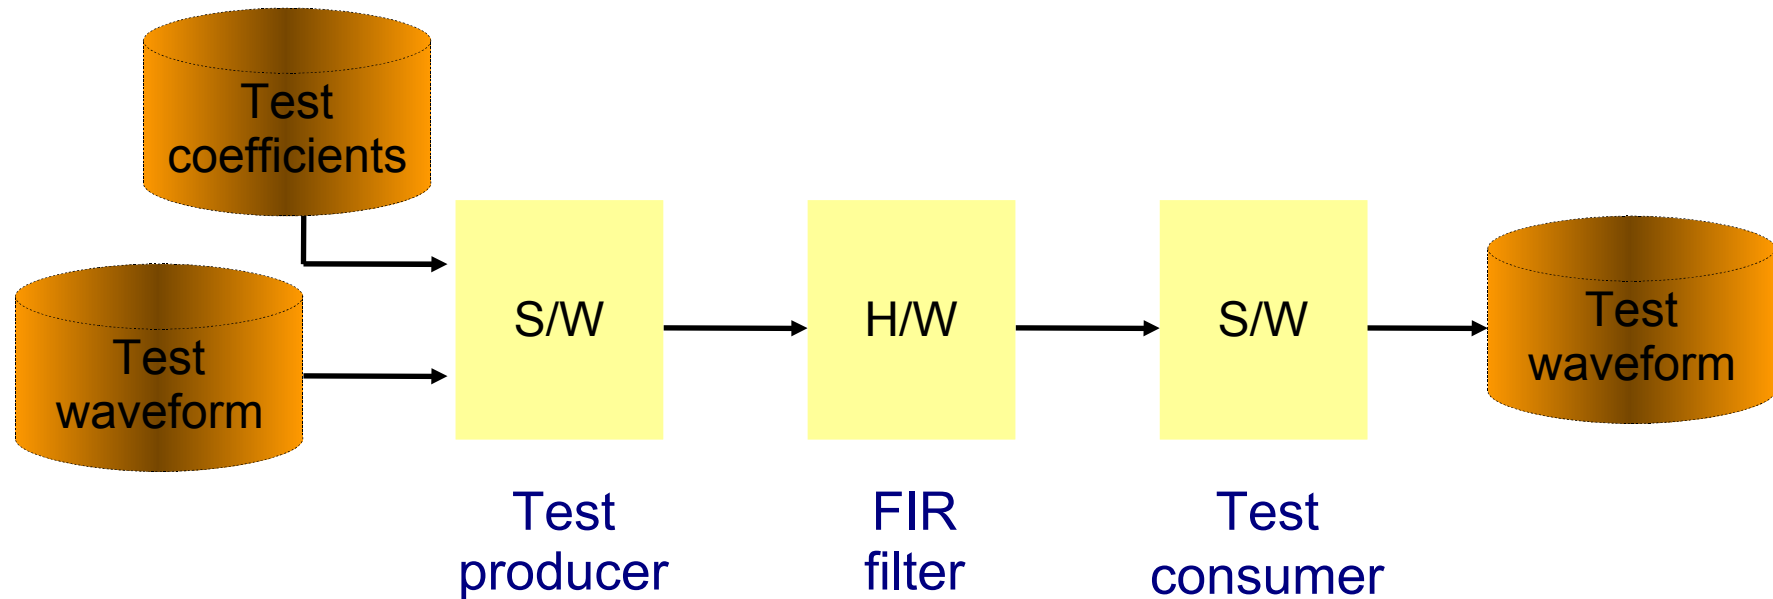 Test
coefficients
Test
waveform
S/W
H/W
S/W
Test
waveform
Test
producer
FIR
filter
Test
consumer